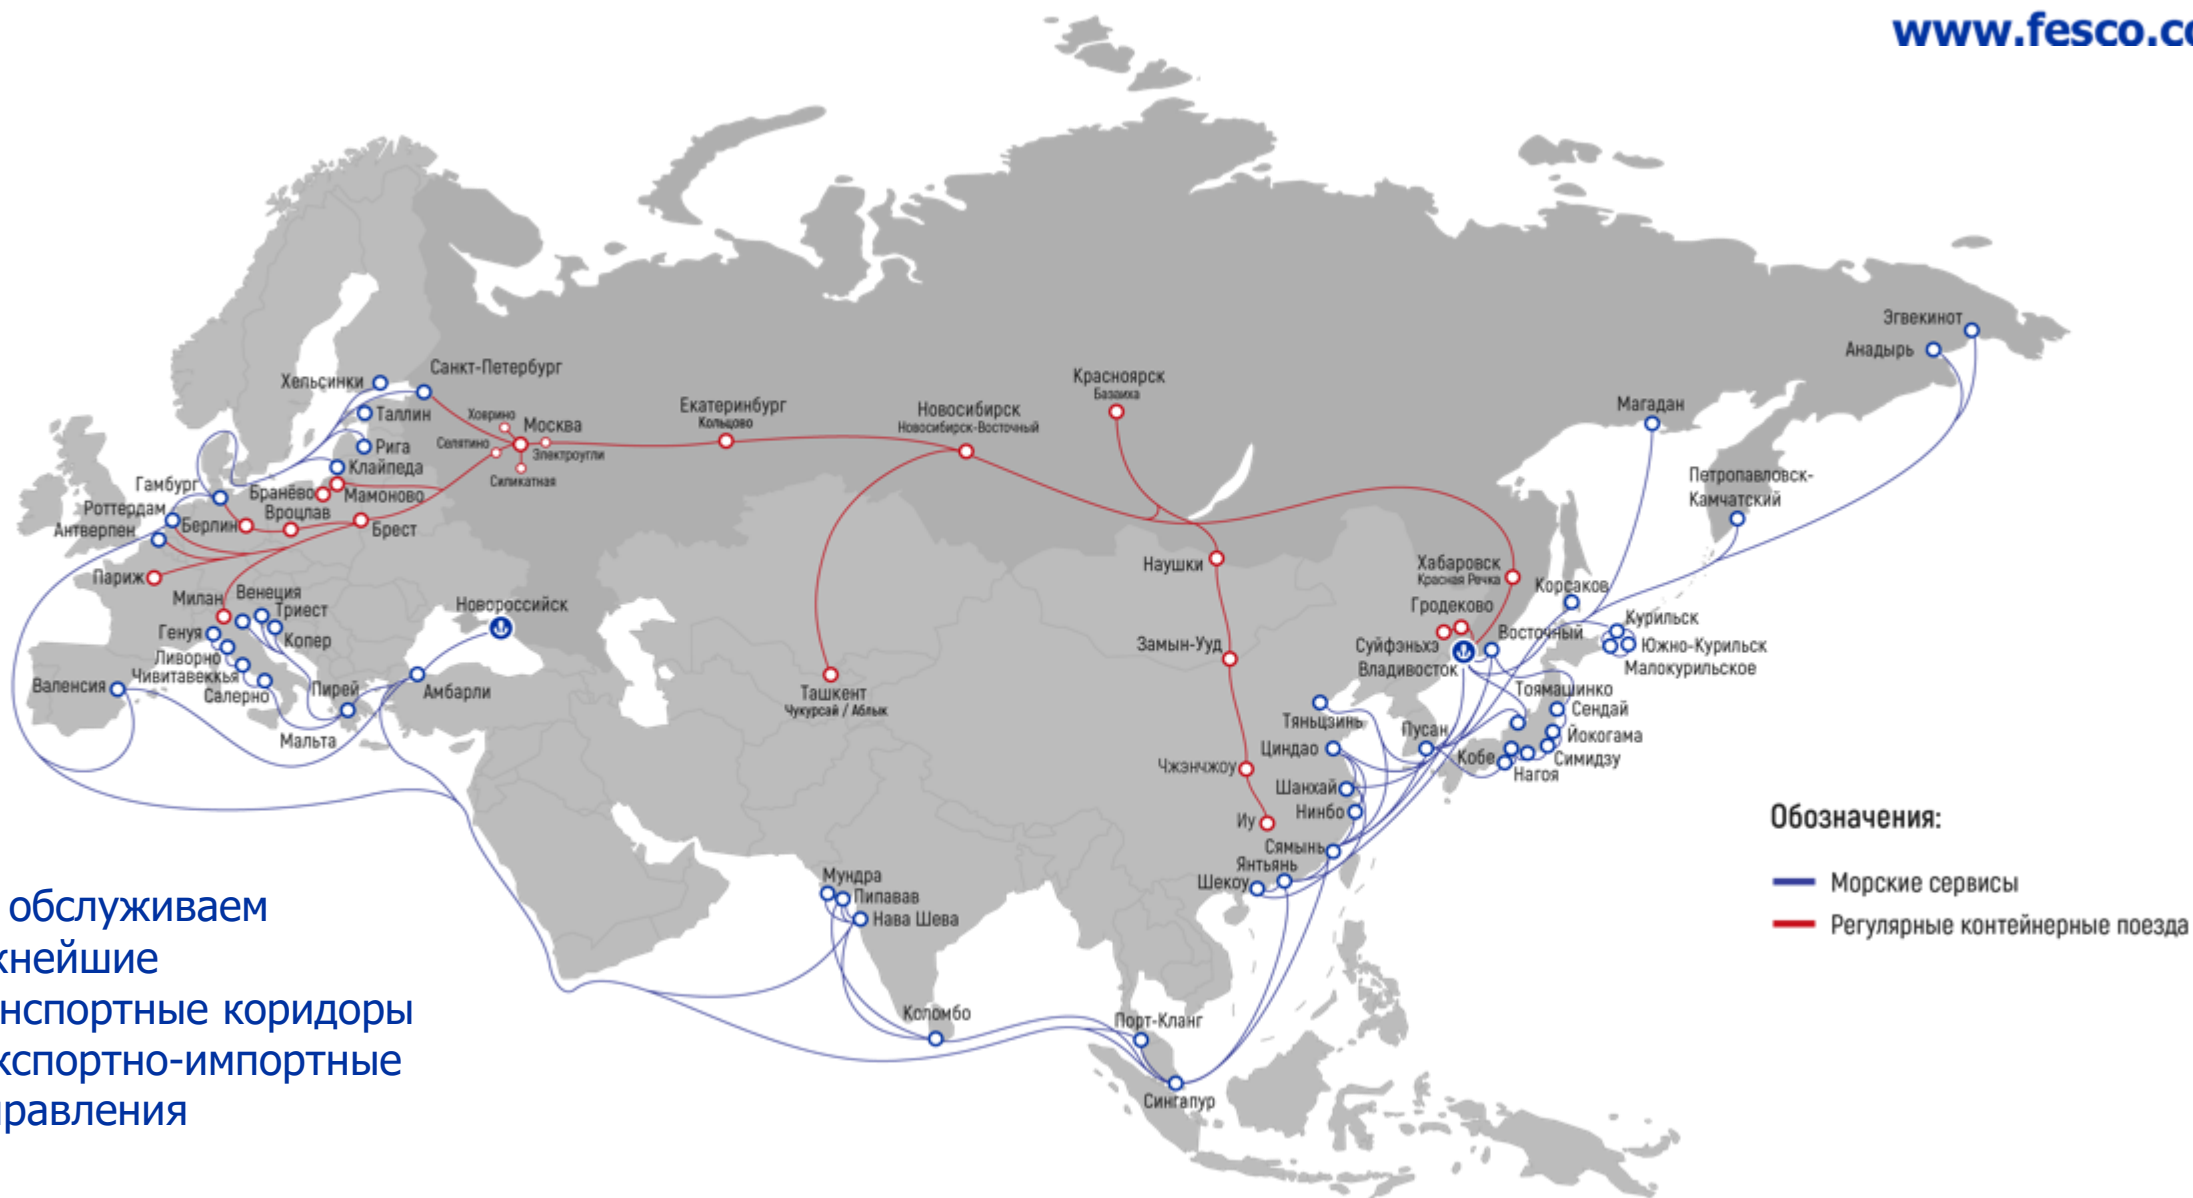 www.fesco.co
Эгвекинот
Анадырь
Санкт-Петербург
Хельсинки
Таллин
Рига
Клайпеда
Ховрино
Москва
Селятино
Электроугли
Силикатная
Екатеринбург
Кольцово
Новосибирск
Новосибирск-Восточный
Красноярск
Базаиха
Магадан
Петропавловск-
Камчатский
Гамбург
Бранёво
Мамоново
Роттердам
Берлин
Вроцлав
Антверпен
Брест
Париж
Милан
Венеция
Триест
Генуя
Копер
Ливорно
Чивитавеккья
Салерно
Валенсия
Пирей
Мальта
Новороссийск
Амбарли
Ташкент
Чукурсай / Аблык
Наушки
Замын-Ууд
Чжэнчжоу
Иу
Хабаровск
Красная Речка
Гродеково
Суйфэньхэ
Владивосток
Восточный
Корсаков
Курильск
Южно-Курильск
Малокурильское
Тоямашинко
Сендай
Йокогама
Симидзу
Нагоя
Кобе
Пусан
Тяньцзинь
Циндао
Шанхай
Нинбо
Сямынь
Янтьянь
Шекоу
Мундра
Пипавав
Нава Шева
Коломбо
Порт-Кланг
Сингапур
Обозначения:
Морские сервисы
Регулярные контейнерные поезда
обслуживаем
жнейшие
нспортные коридоры
кспортно-импортные
правления